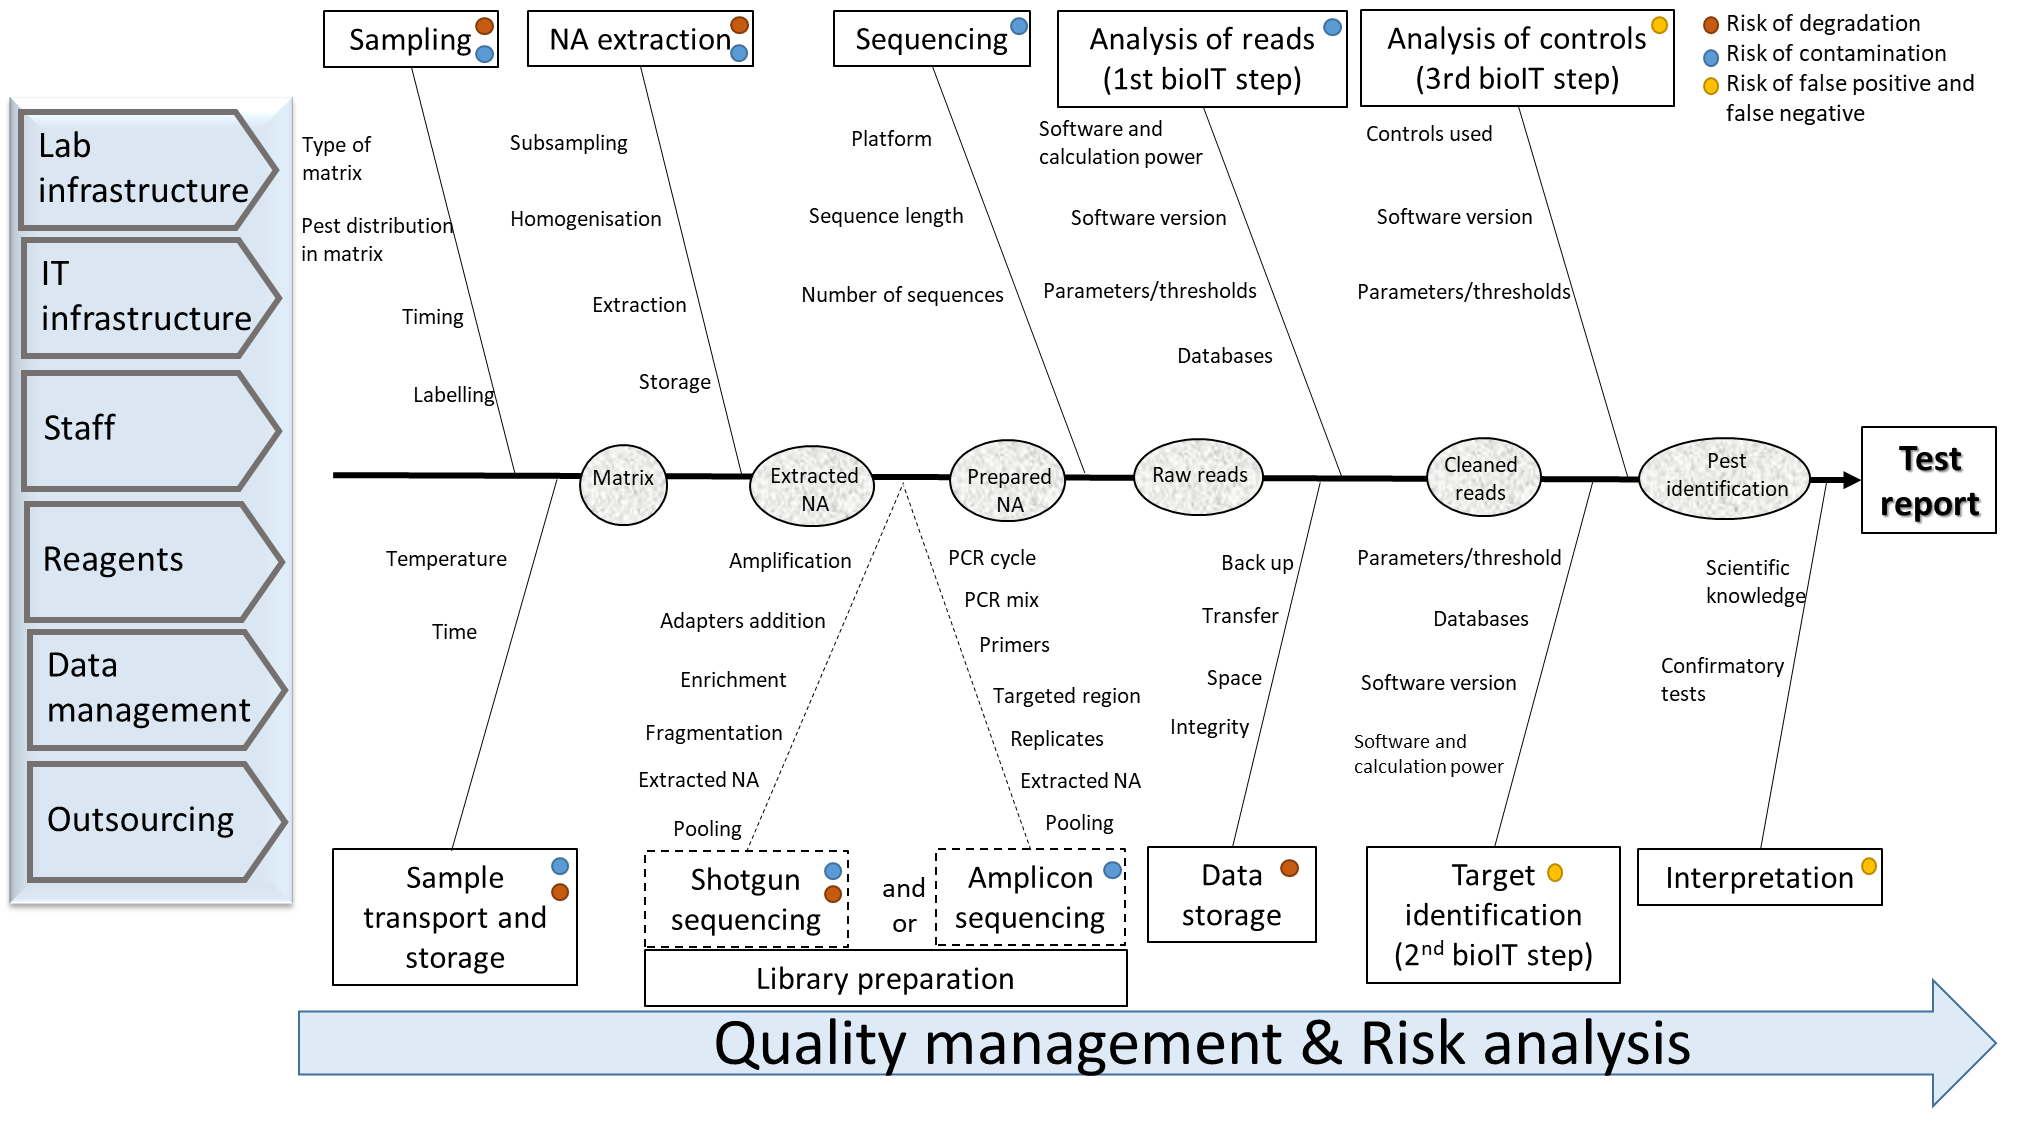 Sampling
NA extraction
Sequencing
Analysis of reads
(1st bioIT step)
Analysis of controls
(3rd bioIT step)
Risk of degradation
Risk of contamination
Risk of false positive and
false negative
Lab
infrastructure
IT
infrastructure
Staff
Reagents
Data
management
Outsourcing
Type of
matrix
Pest distribution
in matrix
Timing
Labelling
Subsampling
Homogenisation
Extraction
Storage
Platform
Sequence length
Number of sequences
Software and
calculation power
Software version
Parameters/thresholds
Databases
Controls used
Software version
Parameters/thresholds
Matrix
Extracted
NA
Prepared
NA
Raw reads
Cleaned
reads
Pest
identification
Test
report
Temperature
Time
Amplification
Adapters addition
Enrichment
Fragmentation
Extracted NA
Pooling
PCR cycle
PCR mix
Primers
Targeted region
Replicates
Extracted NA
Pooling
Back up
Transfer
Space
Integrity
Parameters/threshold
Databases
Software version
Software and
calculation power
Scientific
knowledge
Confirmatory
tests
Sample
transport and
storage
Shotgun
sequencing
and
or
Amplicon
sequencing
Library preparation
Data
storage
Target
identification
(2nd bioIT step)
Interpretation
Quality management & Risk analysis